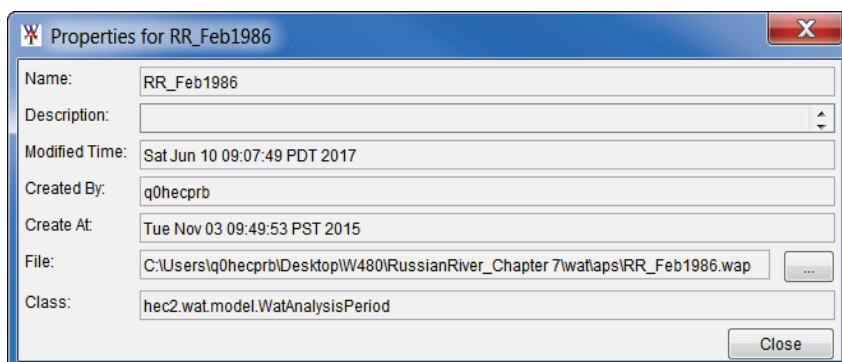 Properties for RR_Feb1986
Name: RR_Feb1986
Description:
Modified Time: Sat Jun 10 09:07:49 PDT 2017
Created By: q0hecprb
Create At: Tue Nov 03 09:49:53 PST 2015
File: C:\Users\q0hecprb\Desktop\W480\RussianRiver_Chapter 7\wat\aps\RR_Feb1986.wap ...
Class: hec2.wat.model.WatAnalysisPeriod
Close